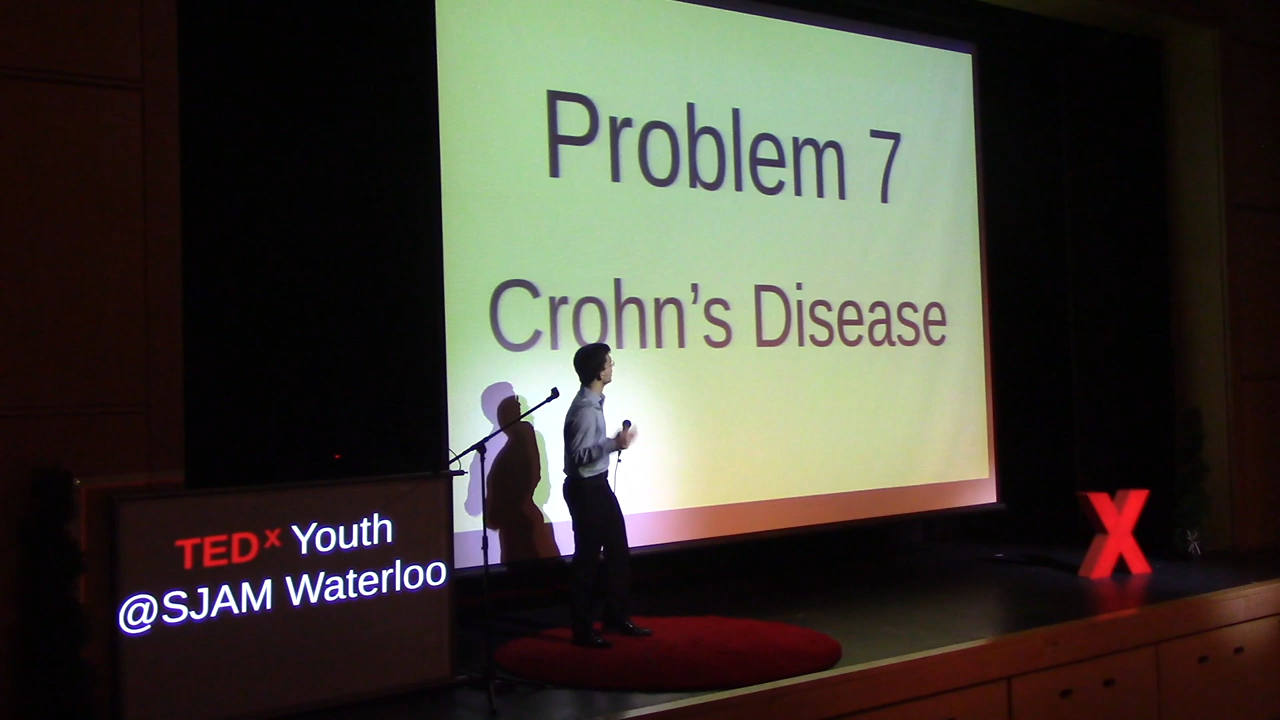 Problem 7
Crohn’s Disease
TEDx Youth
@SJAM Waterloo
X